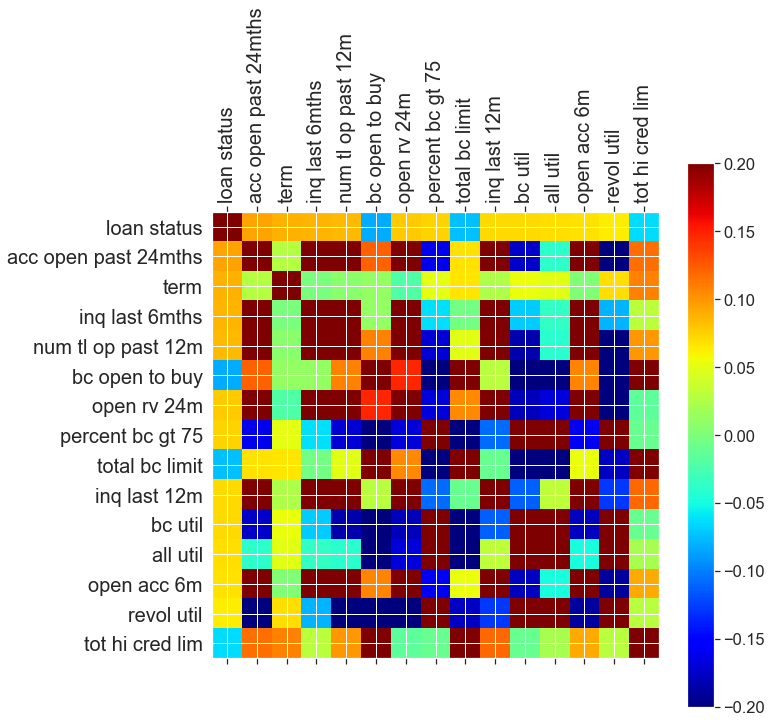 loan status
acc open past 24mths
term
inq last 6mths
num tl op past 12m
bc open to buy
open rv 24m
percent bc gt 75
total bc limit
inq last 12m
bc util
all util
open acc 6m
revol util
tot hi cred lim
loan status
acc open past 24mths
term
inq last 6mths
num tl op past 12m
bc open to buy
open rv 24m
percent bc gt 75
total bc limit
inq last 12m
bc util
all util
open acc 6m
revol util
tot hi cred lim
0.20
0.15
0.10
0.05
0.00
−0.05
−0.10
−0.15
−0.20